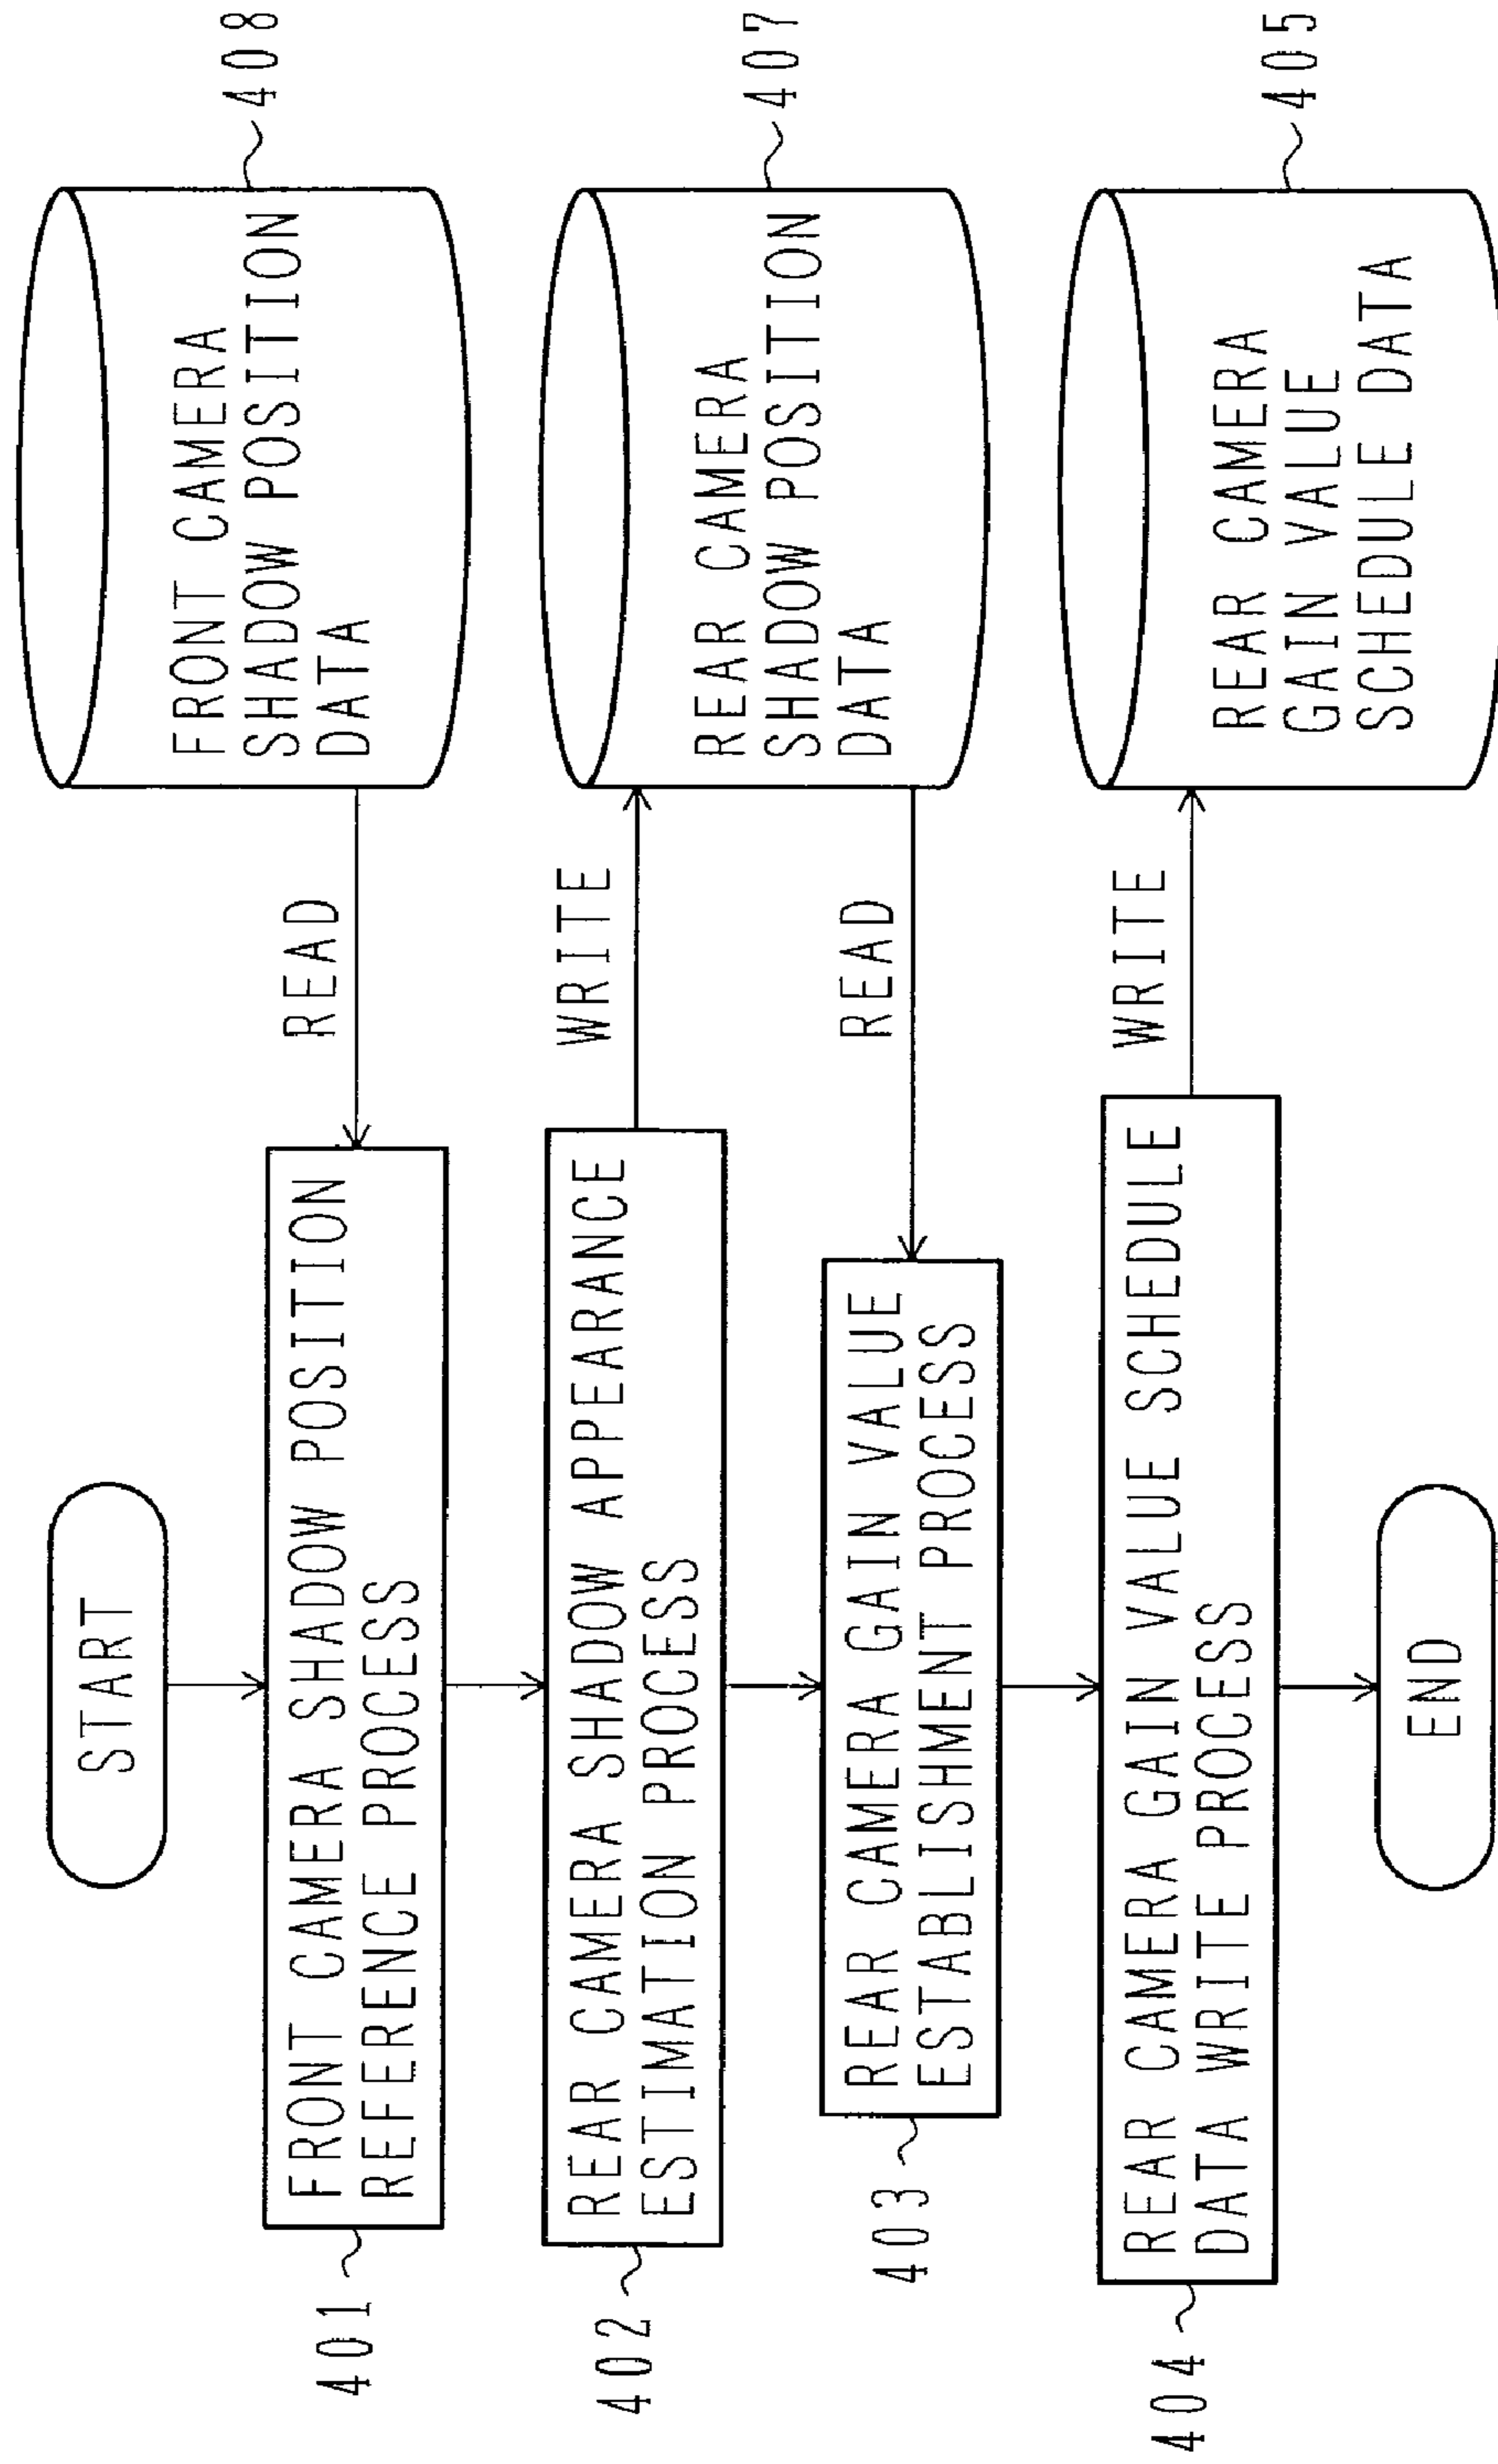 START
FRONT CAMERA SHADOW POSITION
REFERENCE PROCESS
401
READ
FRONT CAMERA
SHADOW POSITION
DATA
408
REAR CAMERA SHADOW APPEARANCE
ESTIMATION PROCESS
402
WRITE
REAR CAMERA
SHADOW POSITION
DATA
407
REAR CAMERA GAIN VALUE
ESTABLISHMENT PROCESS
403
READ
REAR CAMERA GAIN VALUE SCHEDULE
DATA WRITE PROCESS
404
WRITE
REAR CAMERA
GAIN VALUE
SCHEDULE DATA
405
END